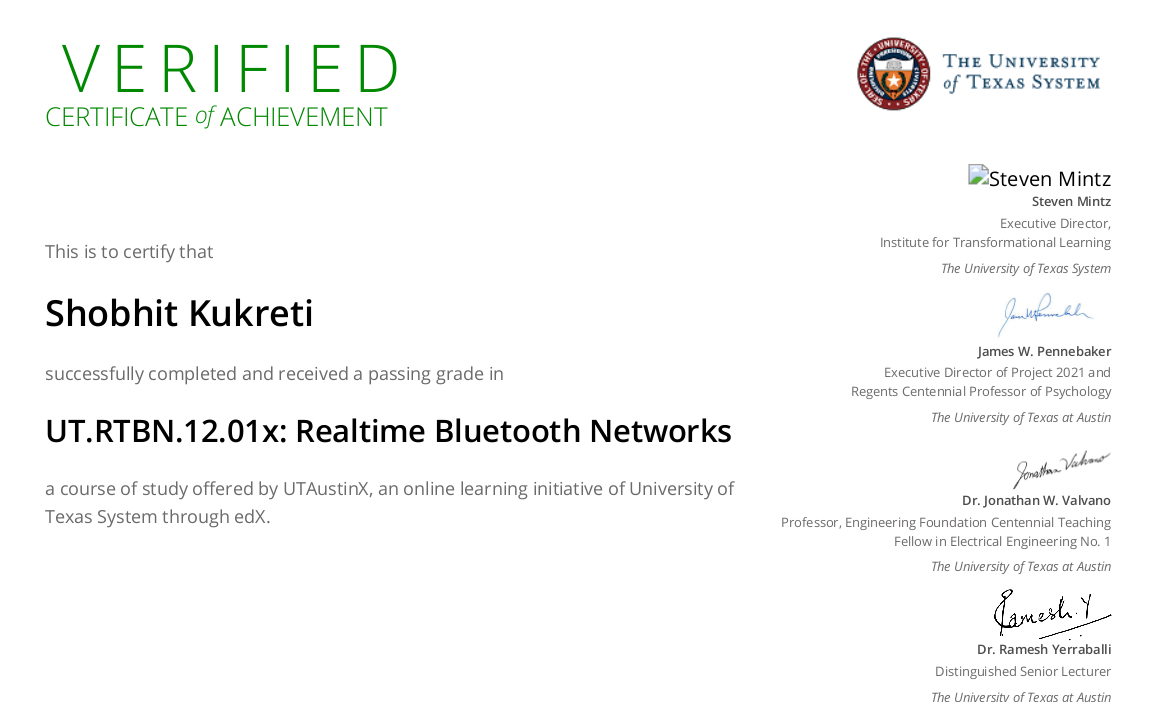 VERIFIED
CERTIFICATE of ACHIEVEMENT
THE UNIVERSITY
of TEXAS SYSTEM
This is to certify that
Shobhit Kukreti
successfully completed and received a passing grade in
UT.RTBN.12.01x: Realtime Bluetooth Networks
a course of study offered by UTAustinX, an online learning initiative of University of
Texas System through edX.
Steven Mintz
Steven Mintz
Executive Director,
Institute for Transformational Learning
The University of Texas System
James W. Pennebaker
Executive Director of Project 2021 and
Regents Centennial Professor of Psychology
The University of Texas at Austin
Jonathan Valvano
Dr. Jonathan W. Valvano
Professor, Engineering Foundation Centennial Teaching
Fellow in Electrical Engineering No. 1
The University of Texas at Austin
Ramesh Y
Dr. Ramesh Yerraballi
Distinguished Senior Lecturer
The University of Texas at Austin